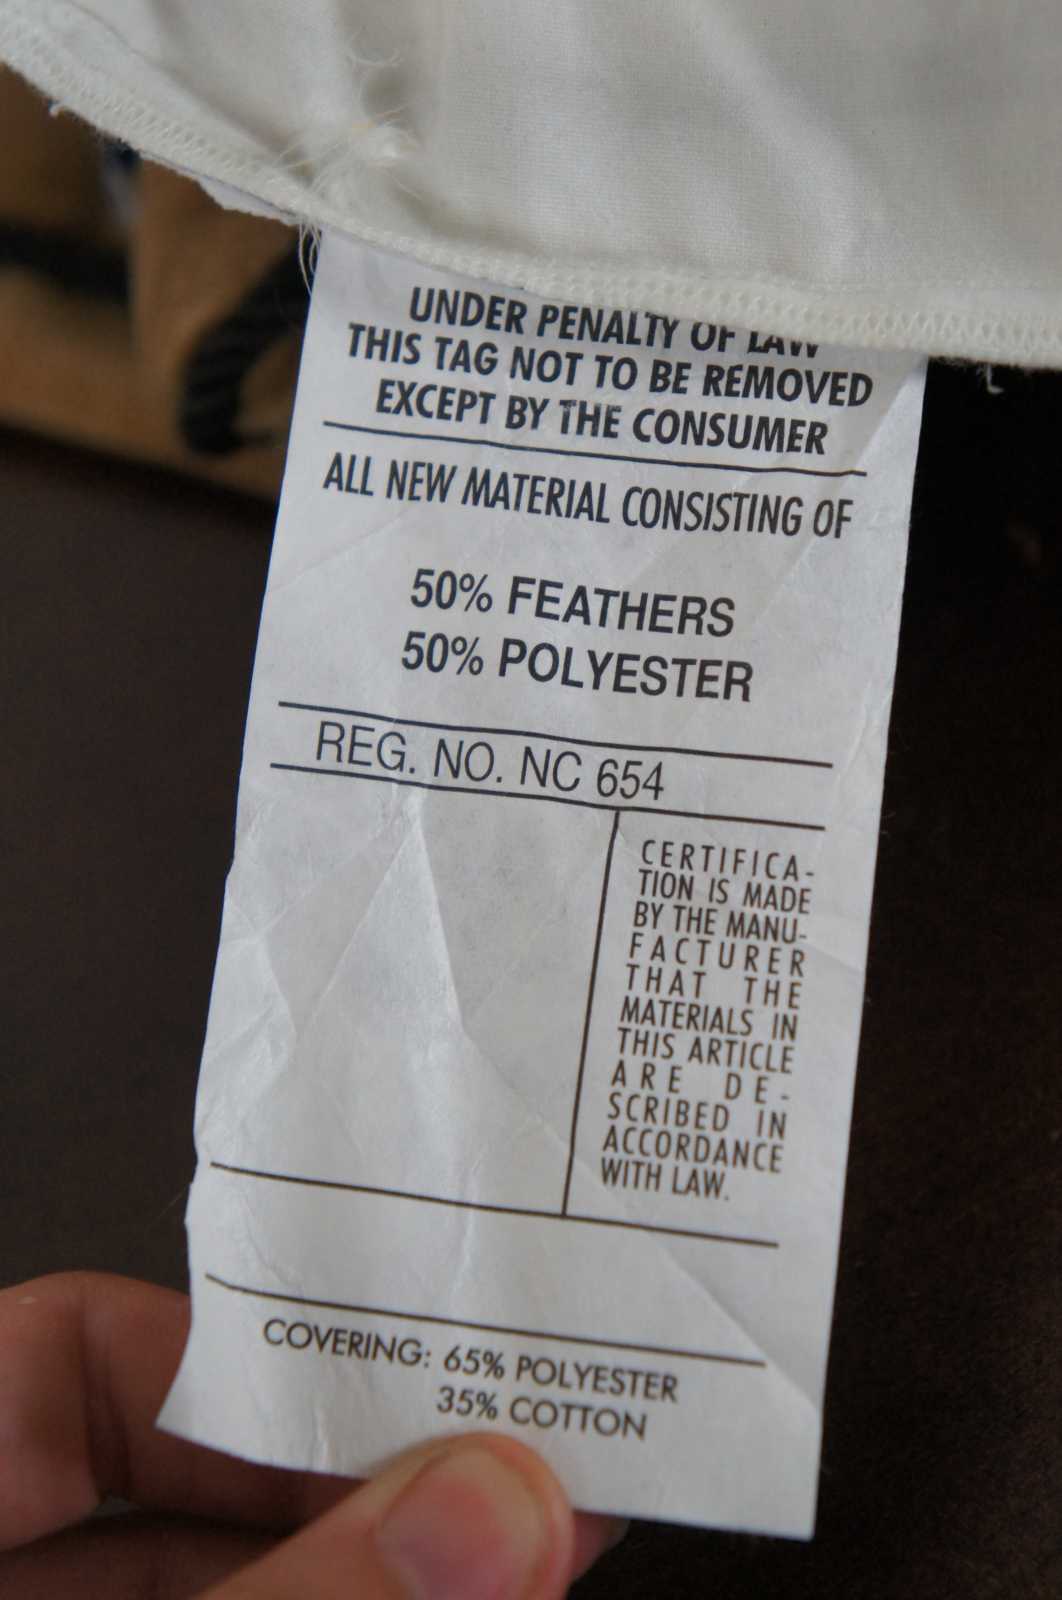 UNDER PENALTY OF LAW
THIS TAG NOT TO BE REMOVED
EXCEPT BY THE CONSUMER
ALL NEW MATERIAL CONSISTING OF
50% FEATHERS
50% POLYESTER
REG. NO. NC 654
CERTIFICA-
TION IS MADE
BY THE MANU-
FACTURER
THAT THE
MATERIALS IN
THIS ARTICLE
ARE DE-
SCRIBED IN
ACCORDANCE
WITH LAW.
COVERING: 65% POLYESTER
35% COTTON